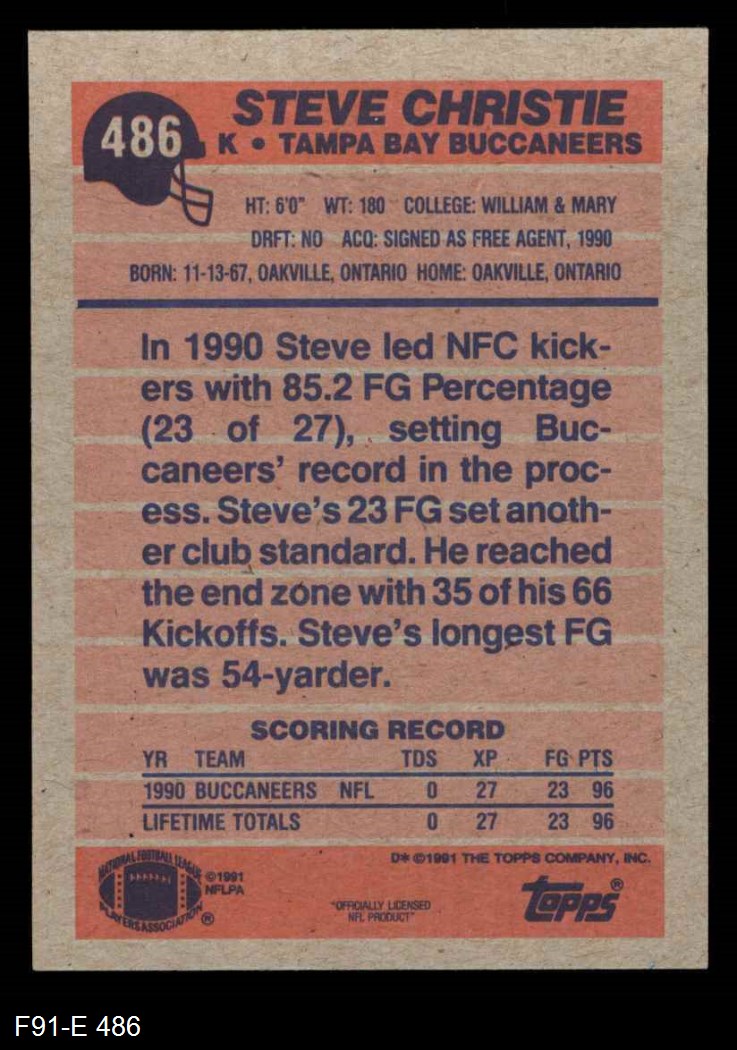 486
STEVE CHRISTIE
K • TAMPA BAY BUCCANEERS
HT: 6'0" WT: 180 COLLEGE: WILLIAM & MARY
DRFT: NO ACQ: SIGNED AS FREE AGENT, 1990
BORN: 11-13-67, OAKVILLE, ONTARIO HOME: OAKVILLE, ONTARIO
In 1990 Steve led NFC kick-
ers with 85.2 FG Percentage
(23 of 27), setting Buc-
caneers' record in the proc-
ess. Steve's 23 FG set anoth-
er club standard. He reached
the end zone with 35 of his 66
Kickoffs. Steve's longest FG
was 54-yarder.
SCORING RECORD
YR TEAM TDS XP FG PTS
1990 BUCCANEERS NFL 0 27 23 96
LIFETIME TOTALS 0 27 23 96
D* ©1991 THE TOPPS COMPANY, INC.
NATIONAL FOOTBALL LEAGUE
PLAYERS ASSOCIATION ®
©1991
NFLPA
"OFFICIALLY LICENSED
NFL PRODUCT"
Topps®
F91-E 486